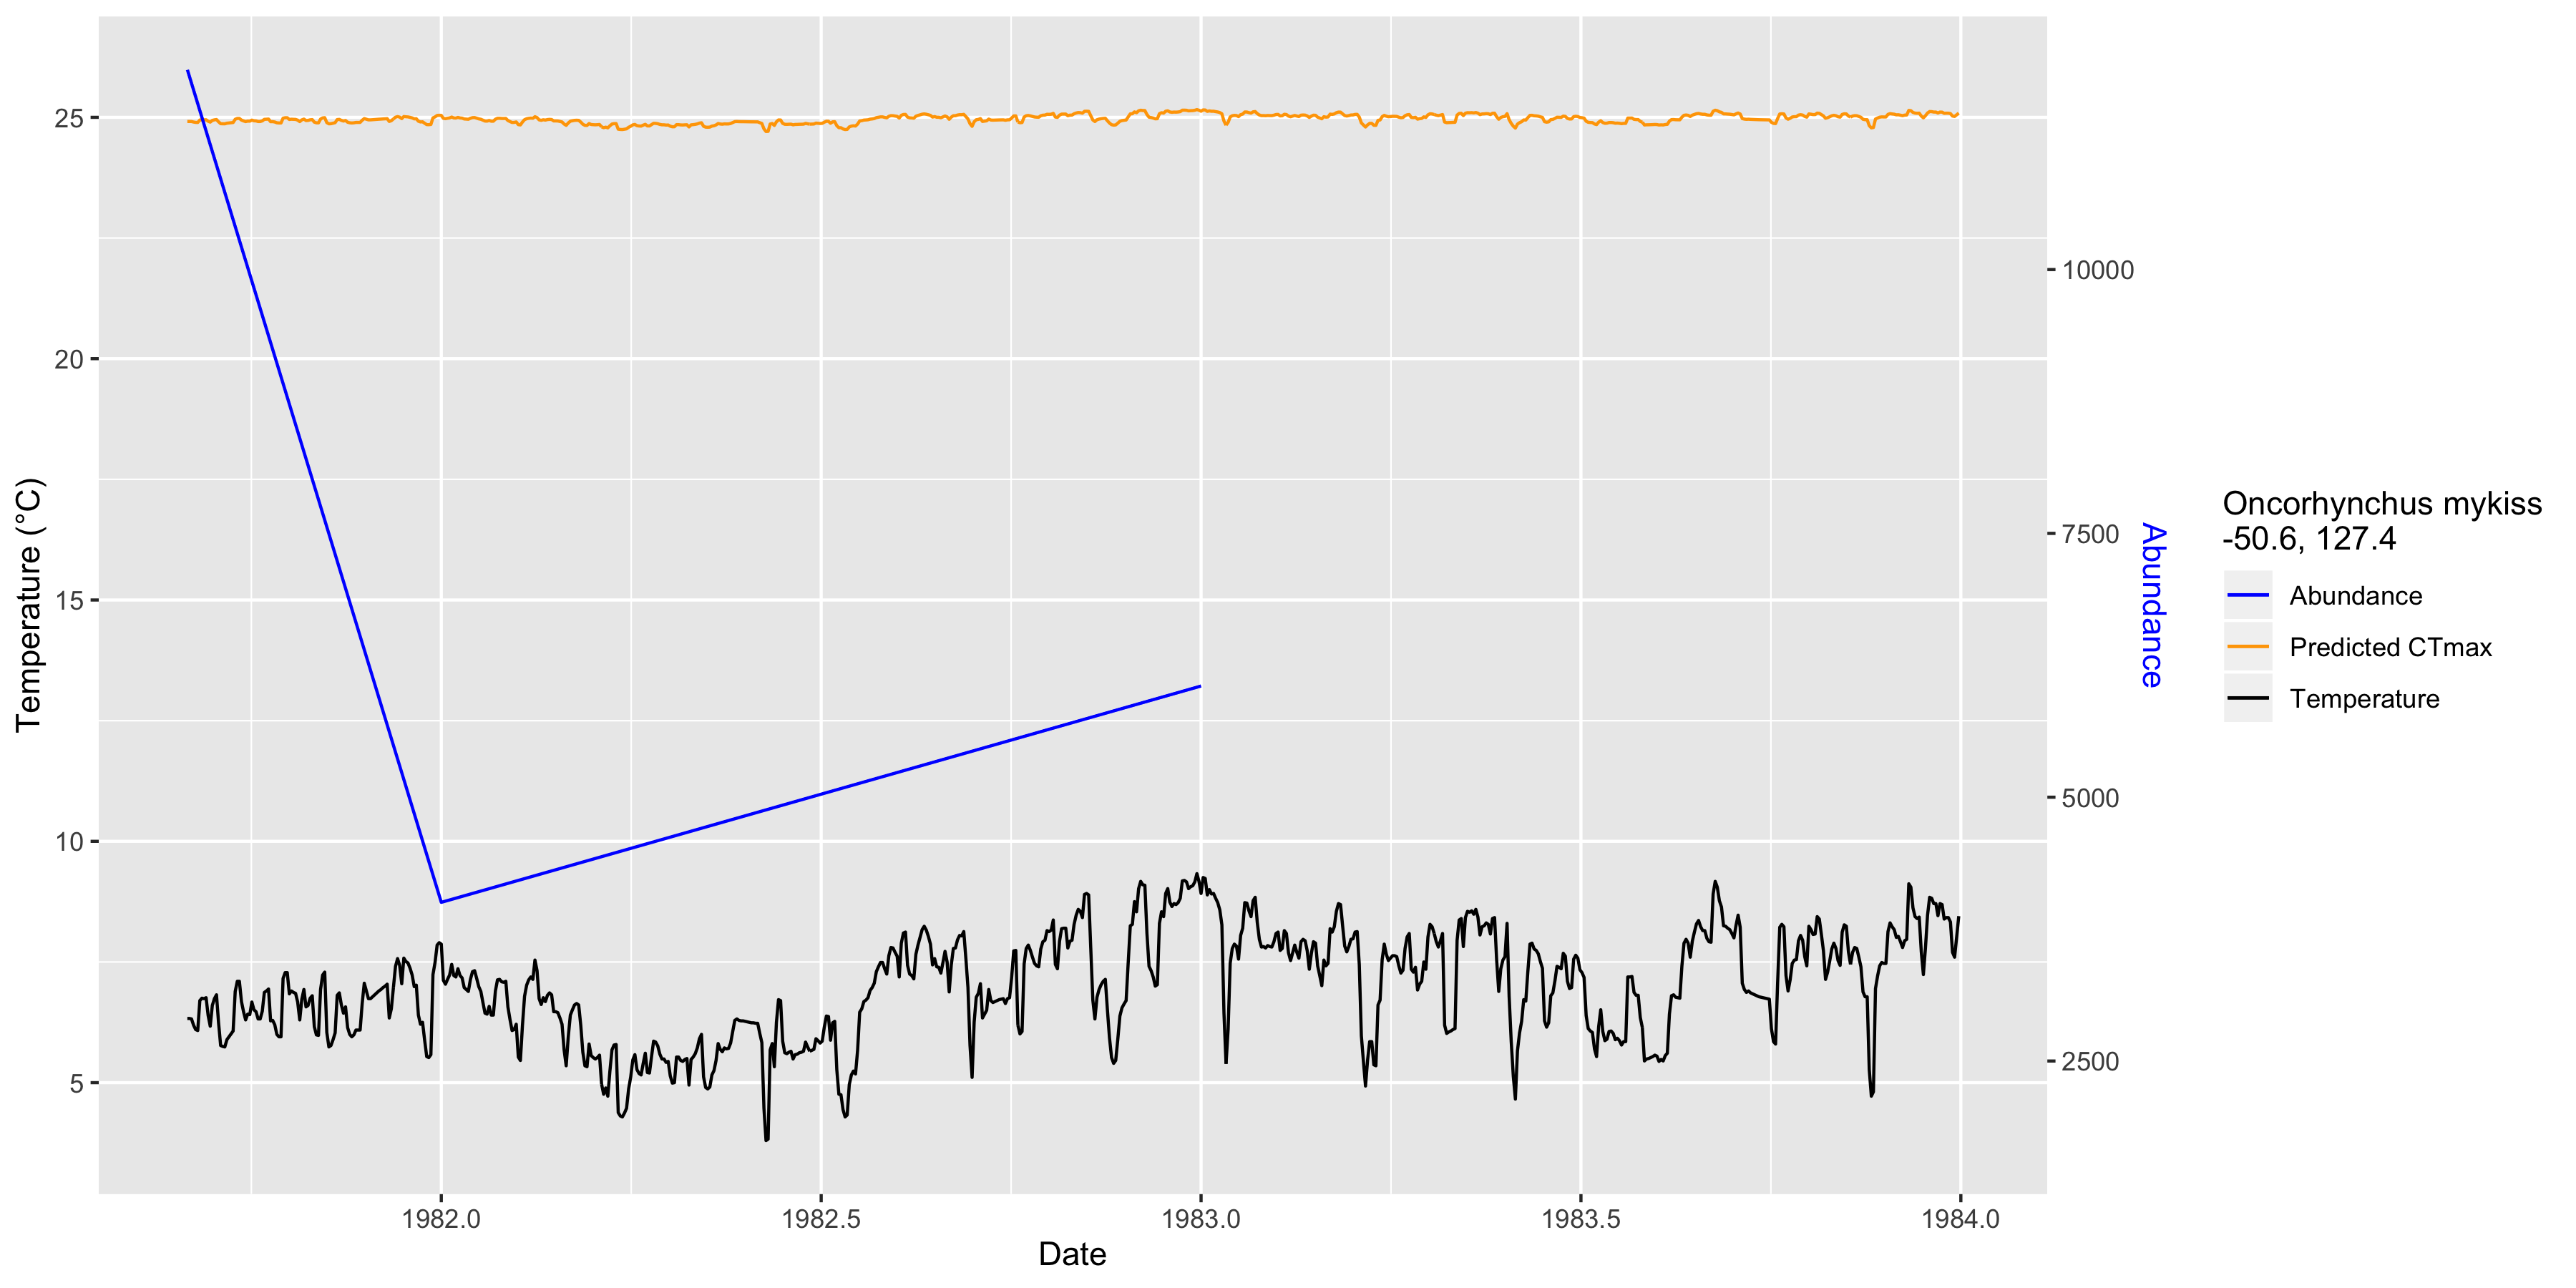 25
20
15
10
5
Temperature (°C)
1982.0
1982.5
1983.0
1983.5
1984.0
Date
10000
7500
5000
2500
Abundance
Oncorhynchus mykiss
-50.6, 127.4
Abundance
Predicted CTmax
Temperature